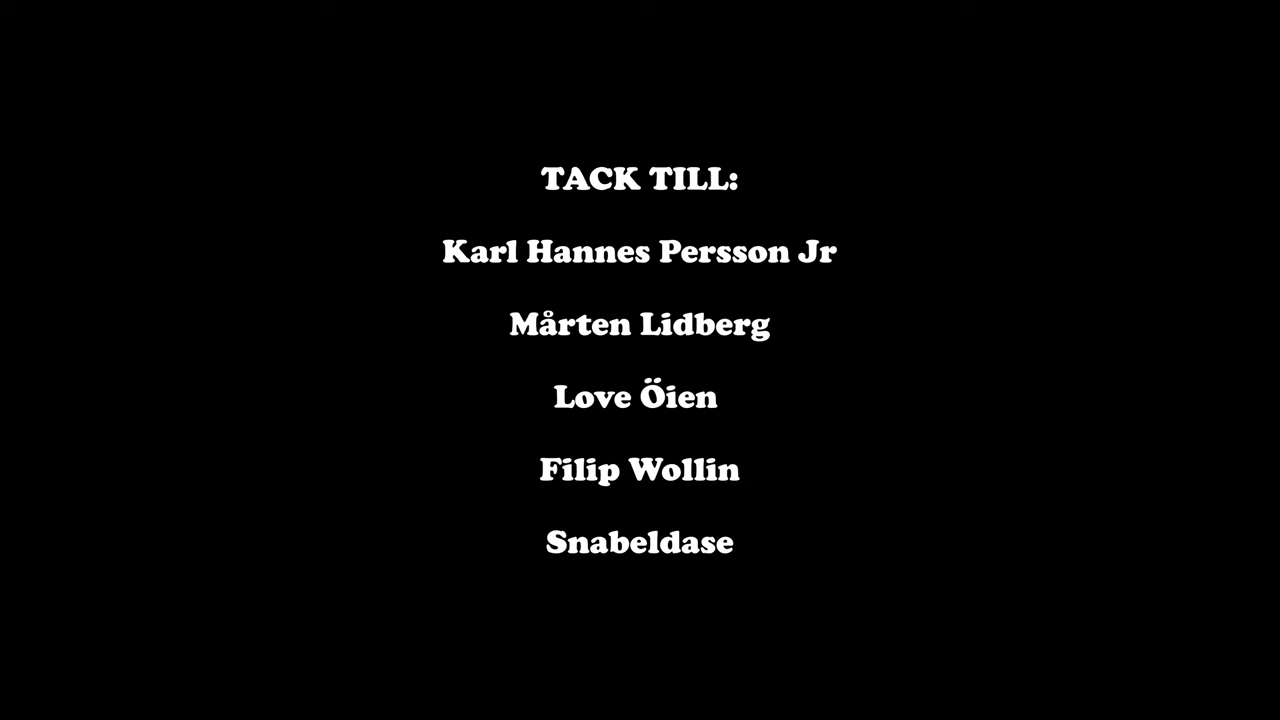 TACK TILL:
Karl Hannes Persson Jr
Mårten Lidberg
Love Öien
Filip Wollin
Snabeldase